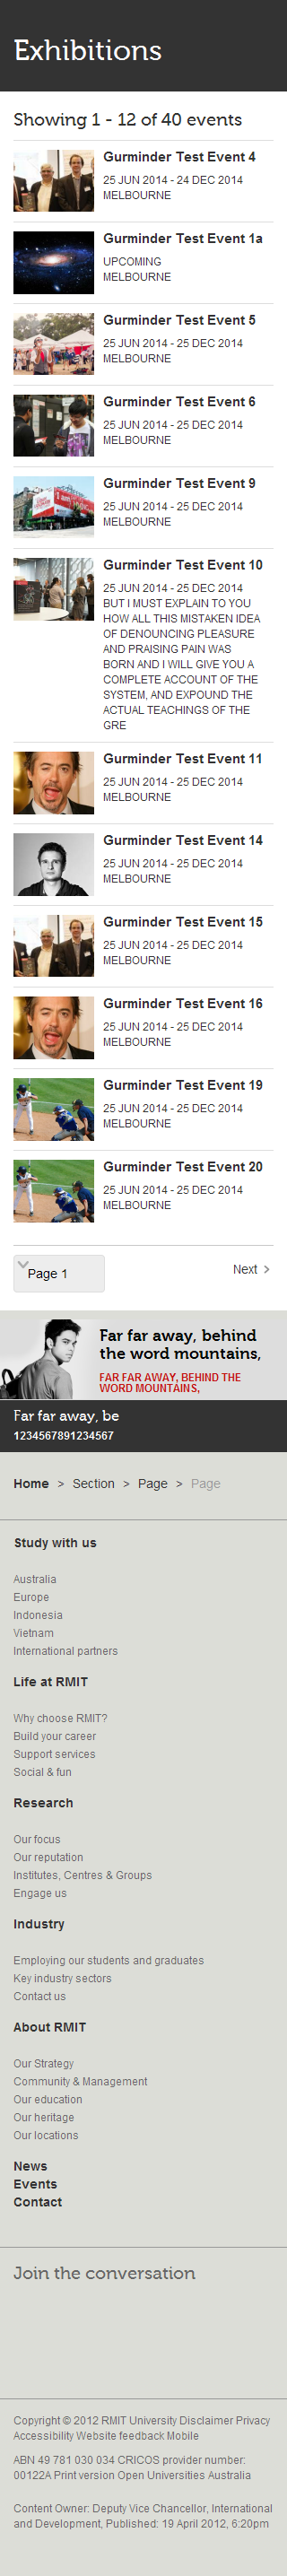 Exhibitions
Showing 1 - 12 of 40 events
Gurminder Test Event 4
25 JUN 2014 - 24 DEC 2014
MELBOURNE
Gurminder Test Event 1a
UPCOMING
MELBOURNE
Gurminder Test Event 5
25 JUN 2014 - 25 DEC 2014
MELBOURNE
Gurminder Test Event 6
25 JUN 2014 - 25 DEC 2014
MELBOURNE
Gurminder Test Event 9
25 JUN 2014 - 25 DEC 2014
MELBOURNE
Gurminder Test Event 10
25 JUN 2014 - 25 DEC 2014
BUT I MUST EXPLAIN TO YOU
HOW ALL THIS MISTAKEN IDEA
OF DENOUNCING PLEASURE
AND PRAISING PAIN WAS
BORN AND I WILL GIVE YOU A
COMPLETE ACCOUNT OF THE
SYSTEM, AND EXPOUND THE
ACTUAL TEACHINGS OF THE
GRE
Gurminder Test Event 11
25 JUN 2014 - 25 DEC 2014
MELBOURNE
Gurminder Test Event 14
25 JUN 2014 - 25 DEC 2014
MELBOURNE
Gurminder Test Event 15
25 JUN 2014 - 25 DEC 2014
MELBOURNE
Gurminder Test Event 16
25 JUN 2014 - 25 DEC 2014
MELBOURNE
Gurminder Test Event 19
25 JUN 2014 - 25 DEC 2014
MELBOURNE
Gurminder Test Event 20
25 JUN 2014 - 25 DEC 2014
MELBOURNE
Page 1
Next >
Far far away, behind
the word mountains,
FAR FAR AWAY, BEHIND THE
WORD MOUNTAINS,
Far far away, be
1234567891234567
Home > Section > Page > Page
Study with us
Australia
Europe
Indonesia
Vietnam
International partners
Life at RMIT
Why choose RMIT?
Build your career
Support services
Social & fun
Research
Our focus
Our reputation
Institutes, Centres & Groups
Engage us
Industry
Employing our students and graduates
Key industry sectors
Contact us
About RMIT
Our Strategy
Community & Management
Our education
Our heritage
Our locations
News
Events
Contact
Join the conversation
Copyright © 2012 RMIT University Disclaimer Privacy
Accessibility Website feedback Mobile
ABN 49 781 030 034 CRICOS provider number:
00122A Print version Open Universities Australia
Content Owner: Deputy Vice Chancellor, International
and Development, Published: 19 April 2012, 6:20pm